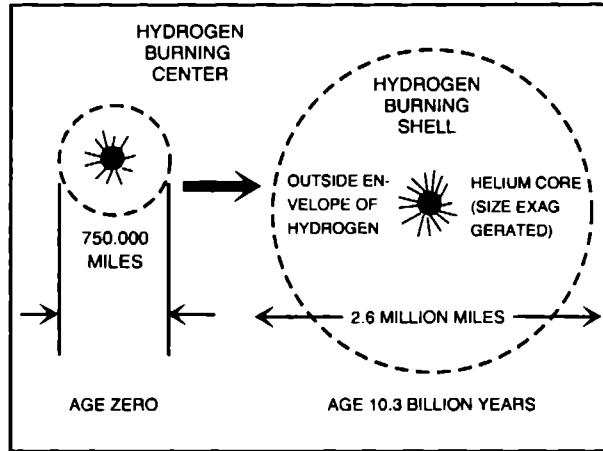 HYDROGEN
BURNING
CENTER
750.000
MILES
AGE ZERO
HYDROGEN
BURNING
SHELL
OUTSIDE EN-
VELOPE OF
HYDROGEN
HELIUM CORE
(SIZE EXAG
GERATED)
2.6 MILLION MILES
AGE 10.3 BILLION YEARS